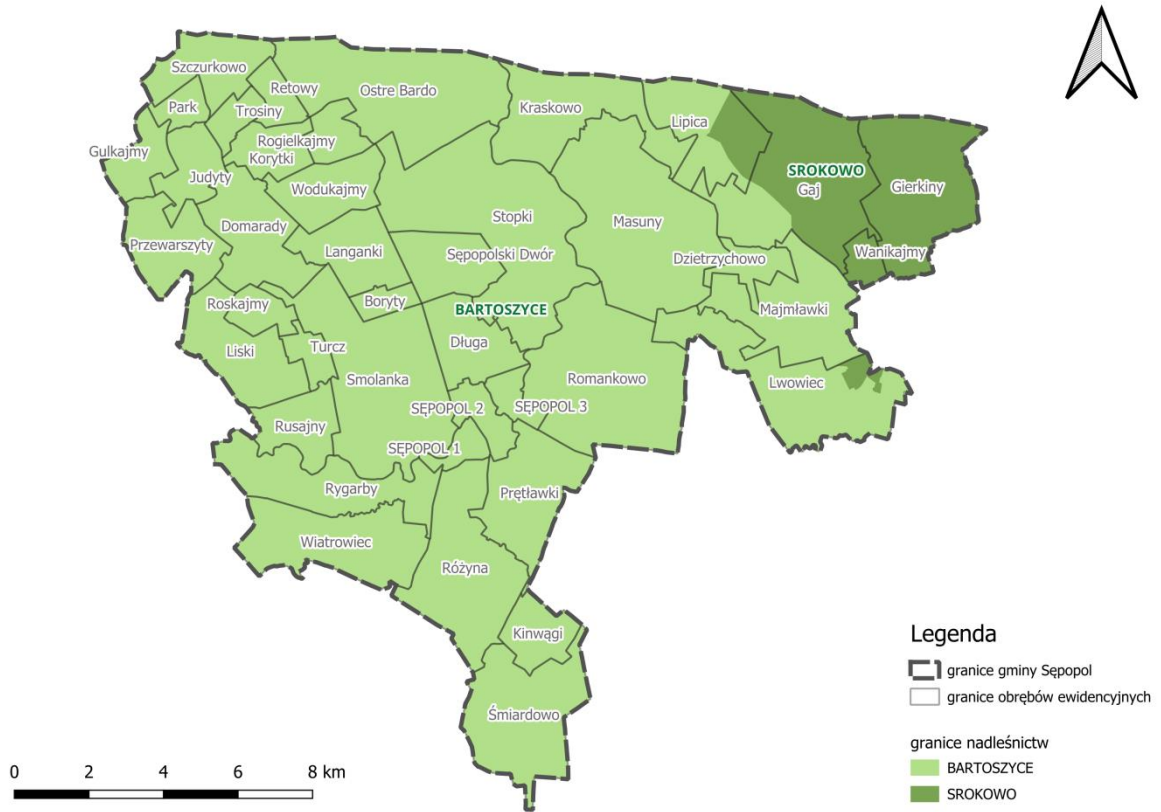 Szczurkowo
Retowy
Ostre Bardo
Park
Trosiny
Kraskowo
Lipica
Gulkajmy
Rogielkajmy
Korytki
Judyty
Wodukajmy
SROKOWO
Gaj
Gierkiny
Stopki
Masuny
Domarady
Przewarszyty
Langanki
Sępopolski Dwór
Dzietrzychowo
Wanikajmy
Roskajmy
Boryty
BARTOSZYCE
Majmławki
Liski
Turcz
Długa
Smolanka
Romankowo
Lwowiec
SĘPOPOL 2
SĘPOPOL 3
Rusajny
SĘPOPOL 1
Rygarby
Prętławki
Wiatrowiec
Różyna
Kinwągi
Śmiardowo
Legenda
granice gminy Sępopol
granice obrębów ewidencyjnych
granice nadleśnictw
BARTOSZYCE
SROKOWO
0 2 4 6 8 km